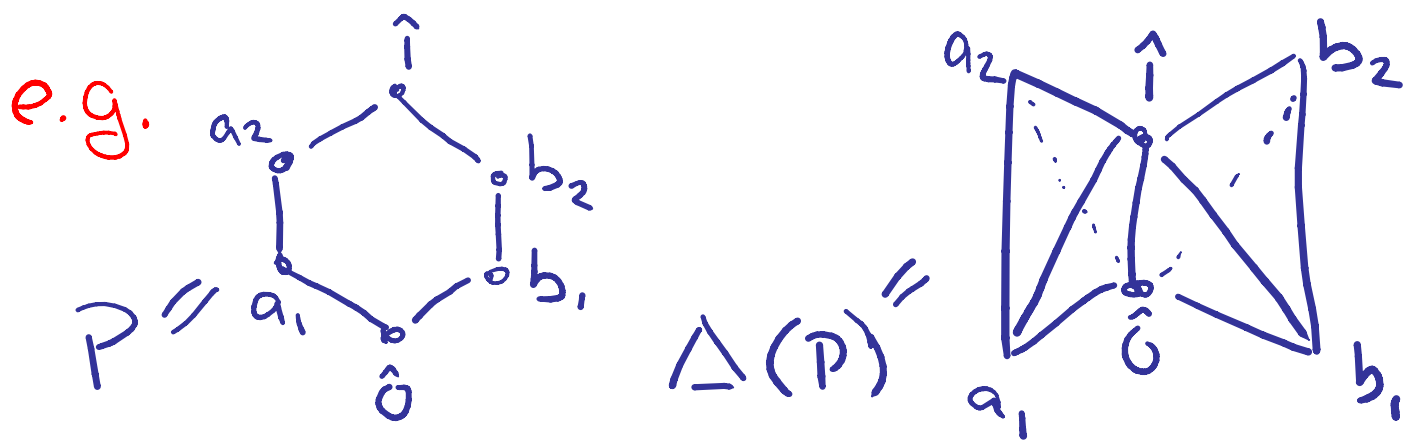 e.g.
1̂
a₂
b₂
P =
a₁
b₁
0̂
Δ(P) =
a₂
1̂
b₂
a₁
0̂
b₁